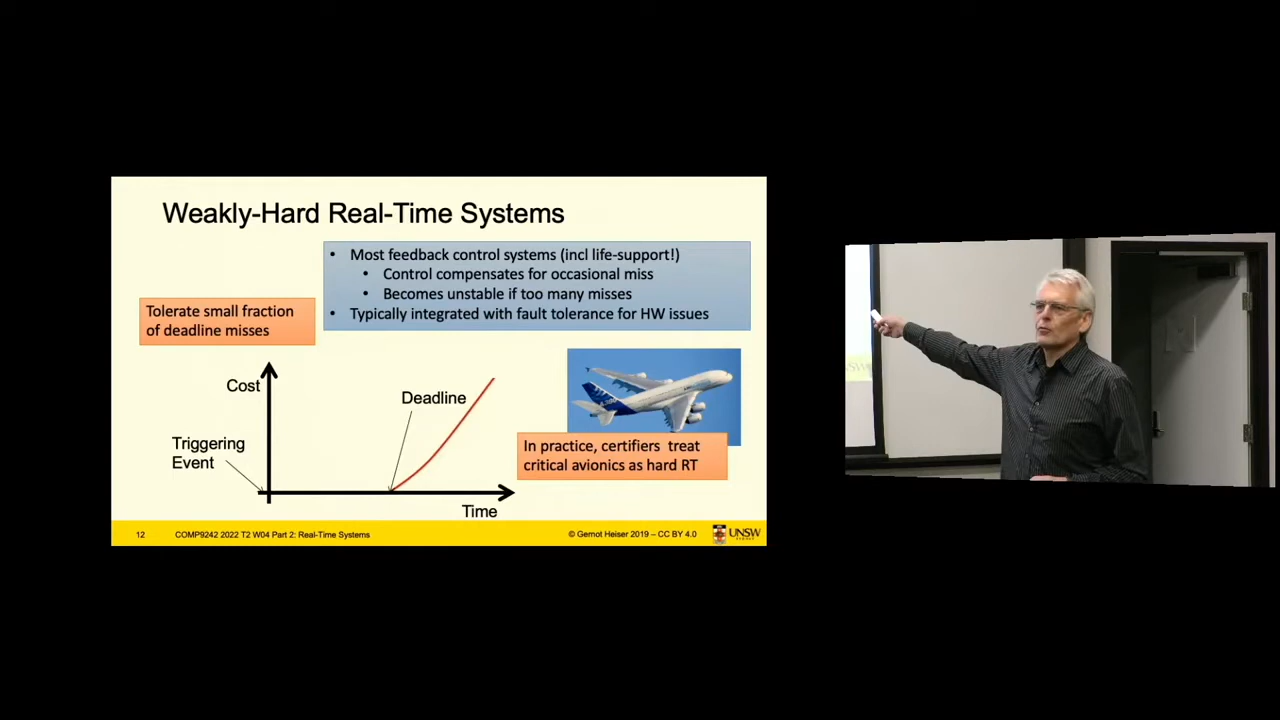 Weakly-Hard Real-Time Systems
• Most feedback control systems (incl life-support!)
• Control compensates for occasional miss
• Becomes unstable if too many misses
• Typically integrated with fault tolerance for HW issues
Tolerate small fraction
of deadline misses
Cost
Deadline
Triggering
Event
Time
In practice, certifiers treat
critical avionics as hard RT
12
COMP9242 2022 T2 W04 Part 2: Real-Time Systems
© Gernot Heiser 2019 – CC BY 4.0
UNSW